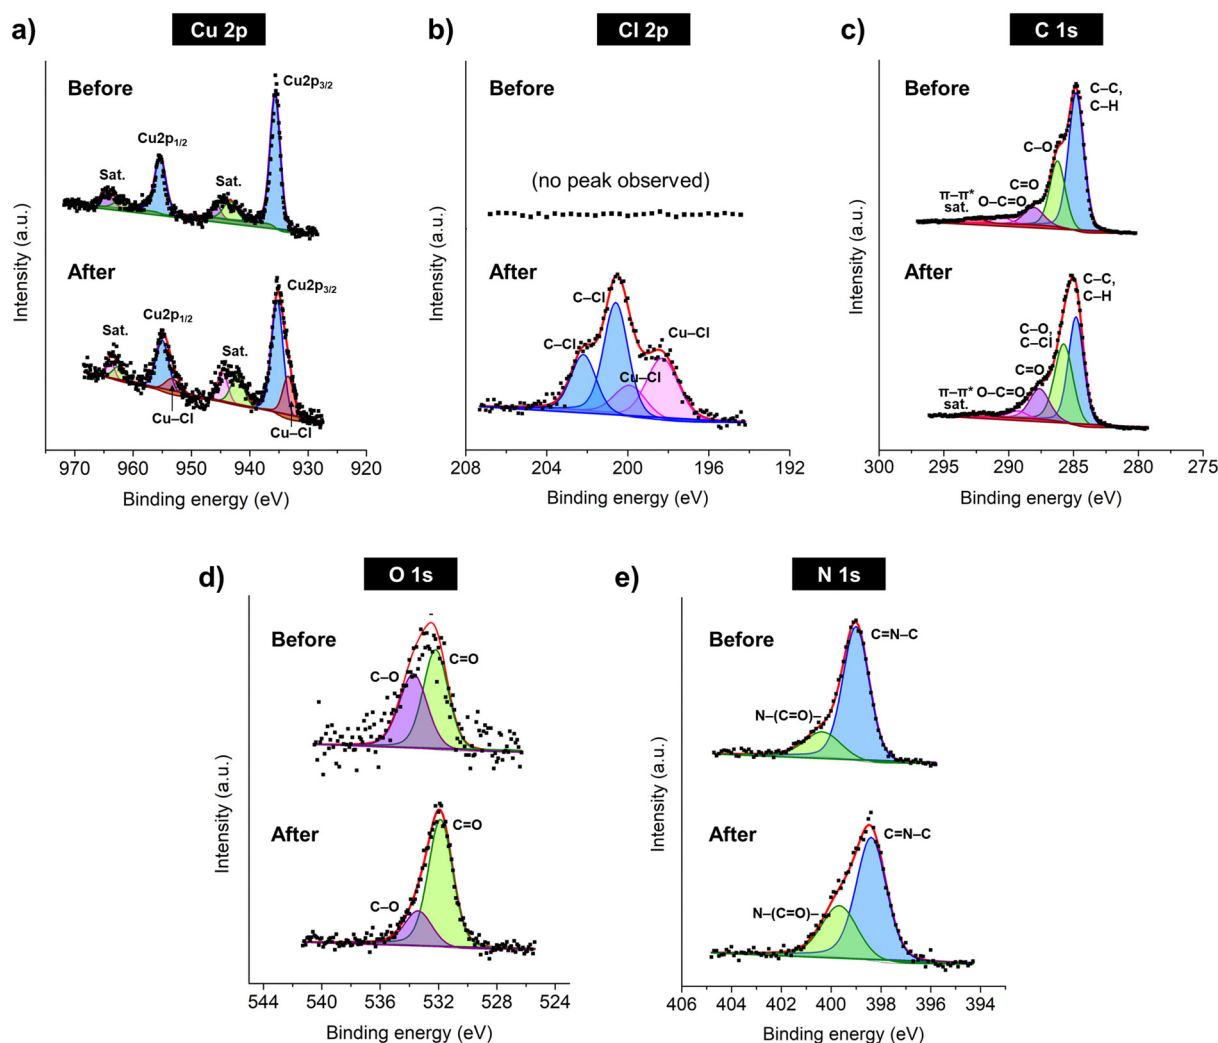 a)
Cu 2p
Before
Cu2p3/2
Cu2p1/2
Sat.
Sat.
After
Cu2p3/2
Cu2p1/2
Sat.
Sat.
Cu–Cl
Cu–Cl
Intensity (a.u.)
970 960 950 940 930 920
Binding energy (eV)
b)
Cl 2p
Before
(no peak observed)
After
C–Cl
C–Cl
Cu–Cl
Cu–Cl
Intensity (a.u.)
208 204 200 196 192
Binding energy (eV)
c)
C 1s
Before
C–C,
C–H
C–O
C=O
π–π*
O–C=O
sat.
After
C–C,
C–H
C–O,
C–Cl
C=O
π–π* O–C=O
sat.
Intensity (a.u.)
300 295 290 285 280 275
Binding energy (eV)
d)
O 1s
Before
C–O
C=O
After
C=O
C–O
Intensity (a.u.)
544 540 536 532 528 524
Binding energy (eV)
e)
N 1s
Before
C=N–C
N–(C=O)–
After
C=N–C
N–(C=O)–
Intensity (a.u.)
406 404 402 400 398 396 394
Binding energy (eV)